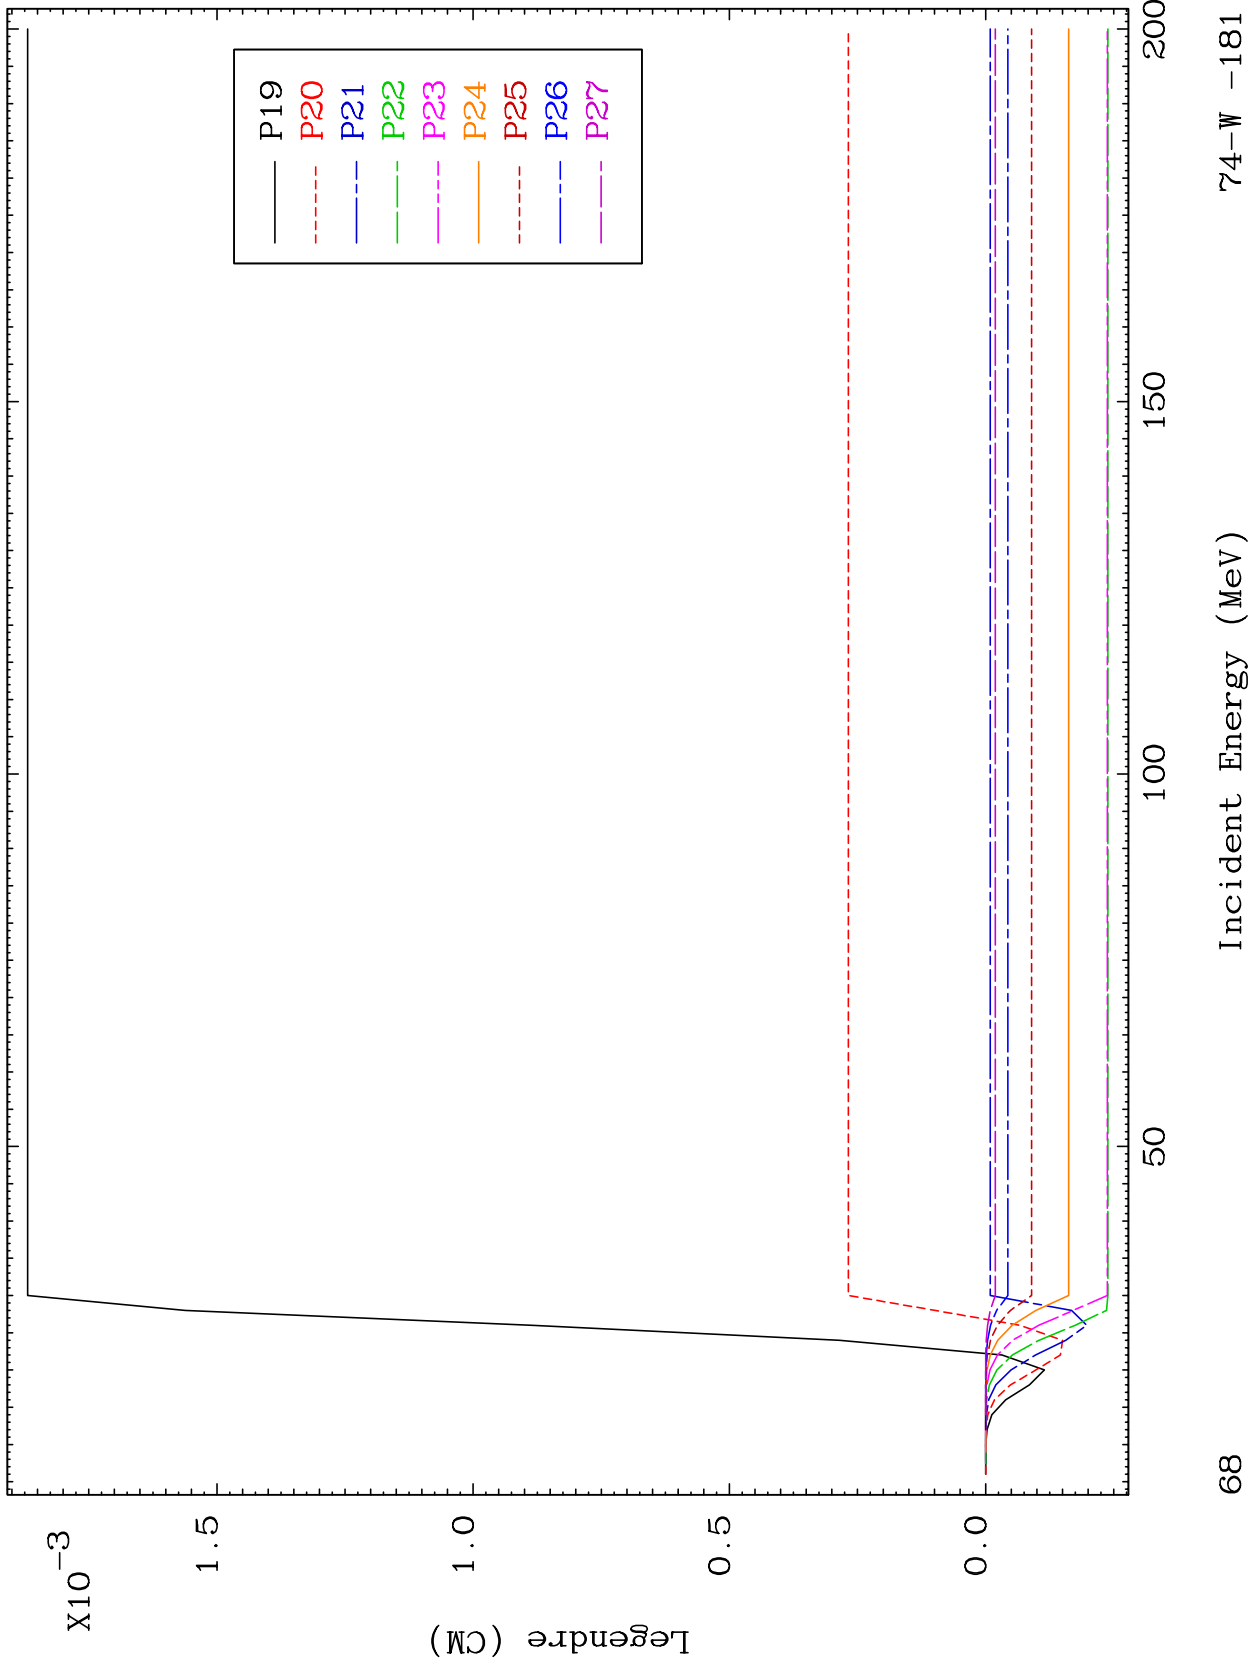 X10-3
1.5
1.0
0.5
0.0
Legendre (CM)
P19
P20
P21
P22
P23
P24
P25
P26
P27
50
100
150
200
68
Incident Energy (MeV)
74-W -181